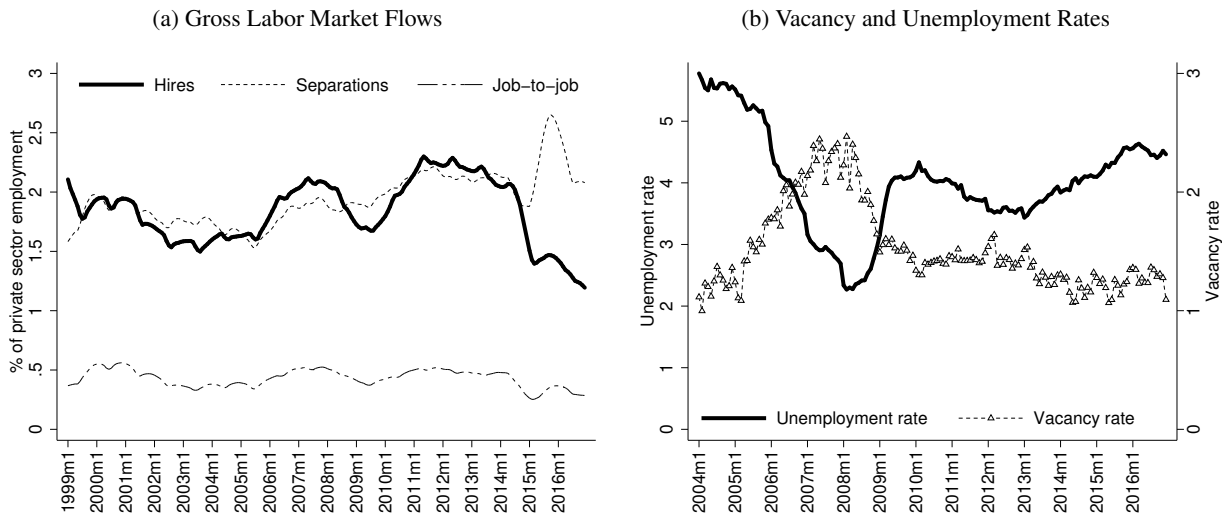 (a) Gross Labor Market Flows
Hires
Separations
Job−to−job
% of private sector employment
3
2.5
2
1.5
1
.5
0
1999m1
2000m1
2001m1
2002m1
2003m1
2004m1
2005m1
2006m1
2007m1
2008m1
2009m1
2010m1
2011m1
2012m1
2013m1
2014m1
2015m1
2016m1
(b) Vacancy and Unemployment Rates
Unemployment rate
5
4
3
2
1
0
Vacancy rate
3
2
1
0
Unemployment rate
Vacancy rate
2004m1
2005m1
2006m1
2007m1
2008m1
2009m1
2010m1
2011m1
2012m1
2013m1
2014m1
2015m1
2016m1